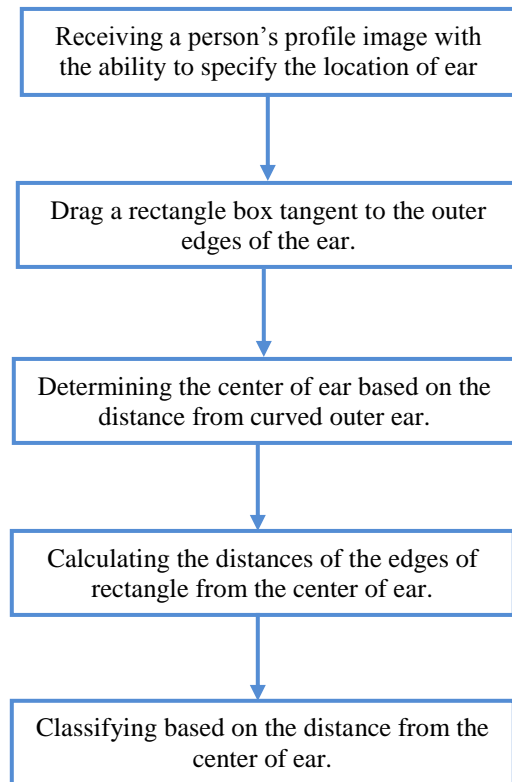 Receiving a person’s profile image with
the ability to specify the location of ear
Drag a rectangle box tangent to the outer
edges of the ear.
Determining the center of ear based on the
distance from curved outer ear.
Calculating the distances of the edges of
rectangle from the center of ear.
Classifying based on the distance from the
center of ear.